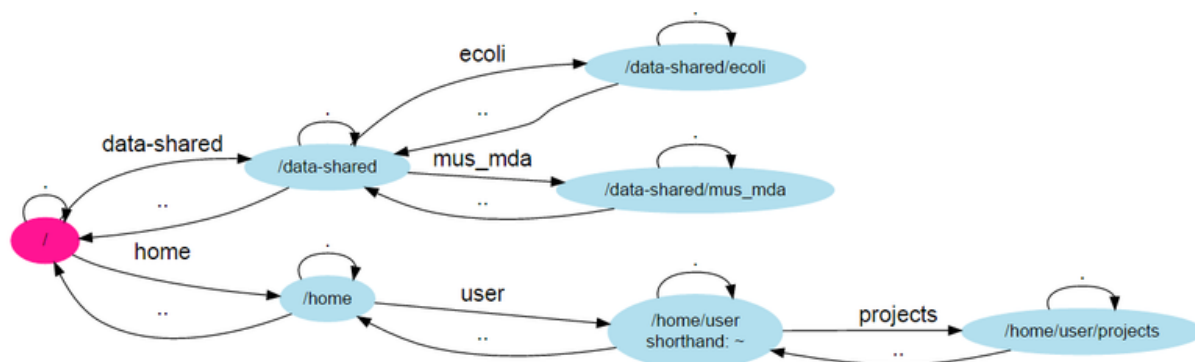 .
ecoli
/data-shared/ecoli
..
.
data-shared
/data-shared
mus_mda
.
/data-shared/mus_mda
..
.
..
/
home
.
/home
..
user
.
/home/user
shorthand: ~
..
projects
.
/home/user/projects
..